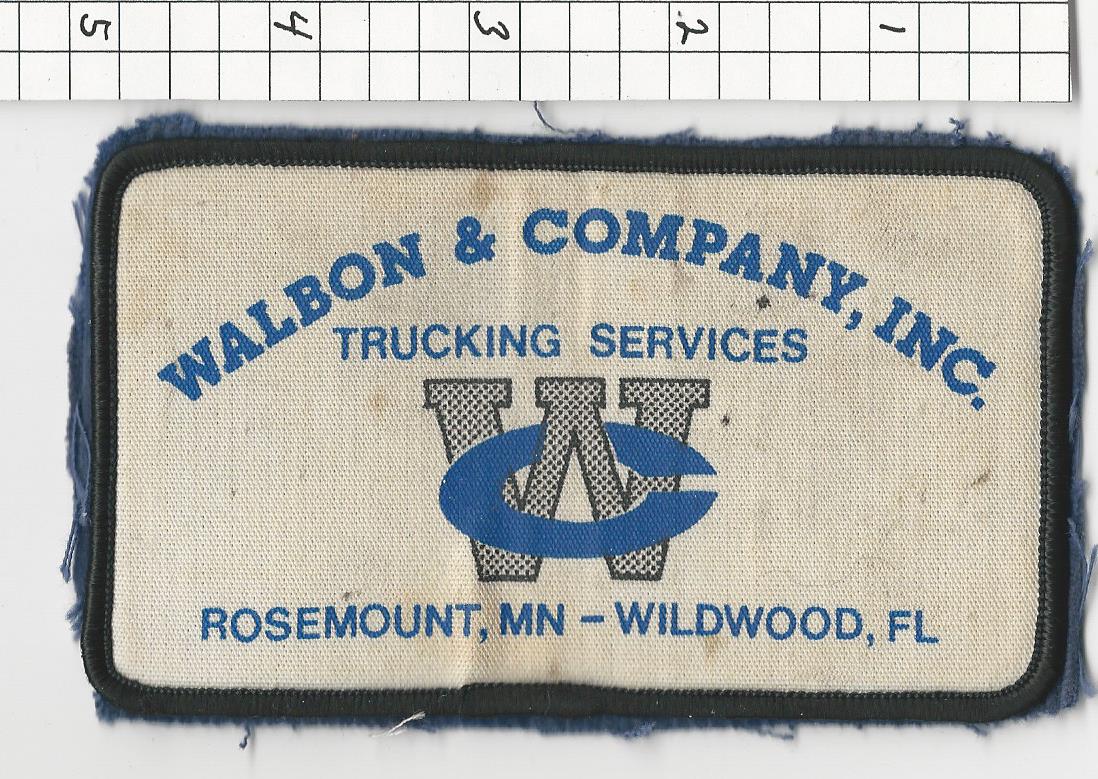 5 4 3 2 1
WALBON & COMPANY, INC.
TRUCKING SERVICES
WC
ROSEMOUNT, MN - WILDWOOD, FL